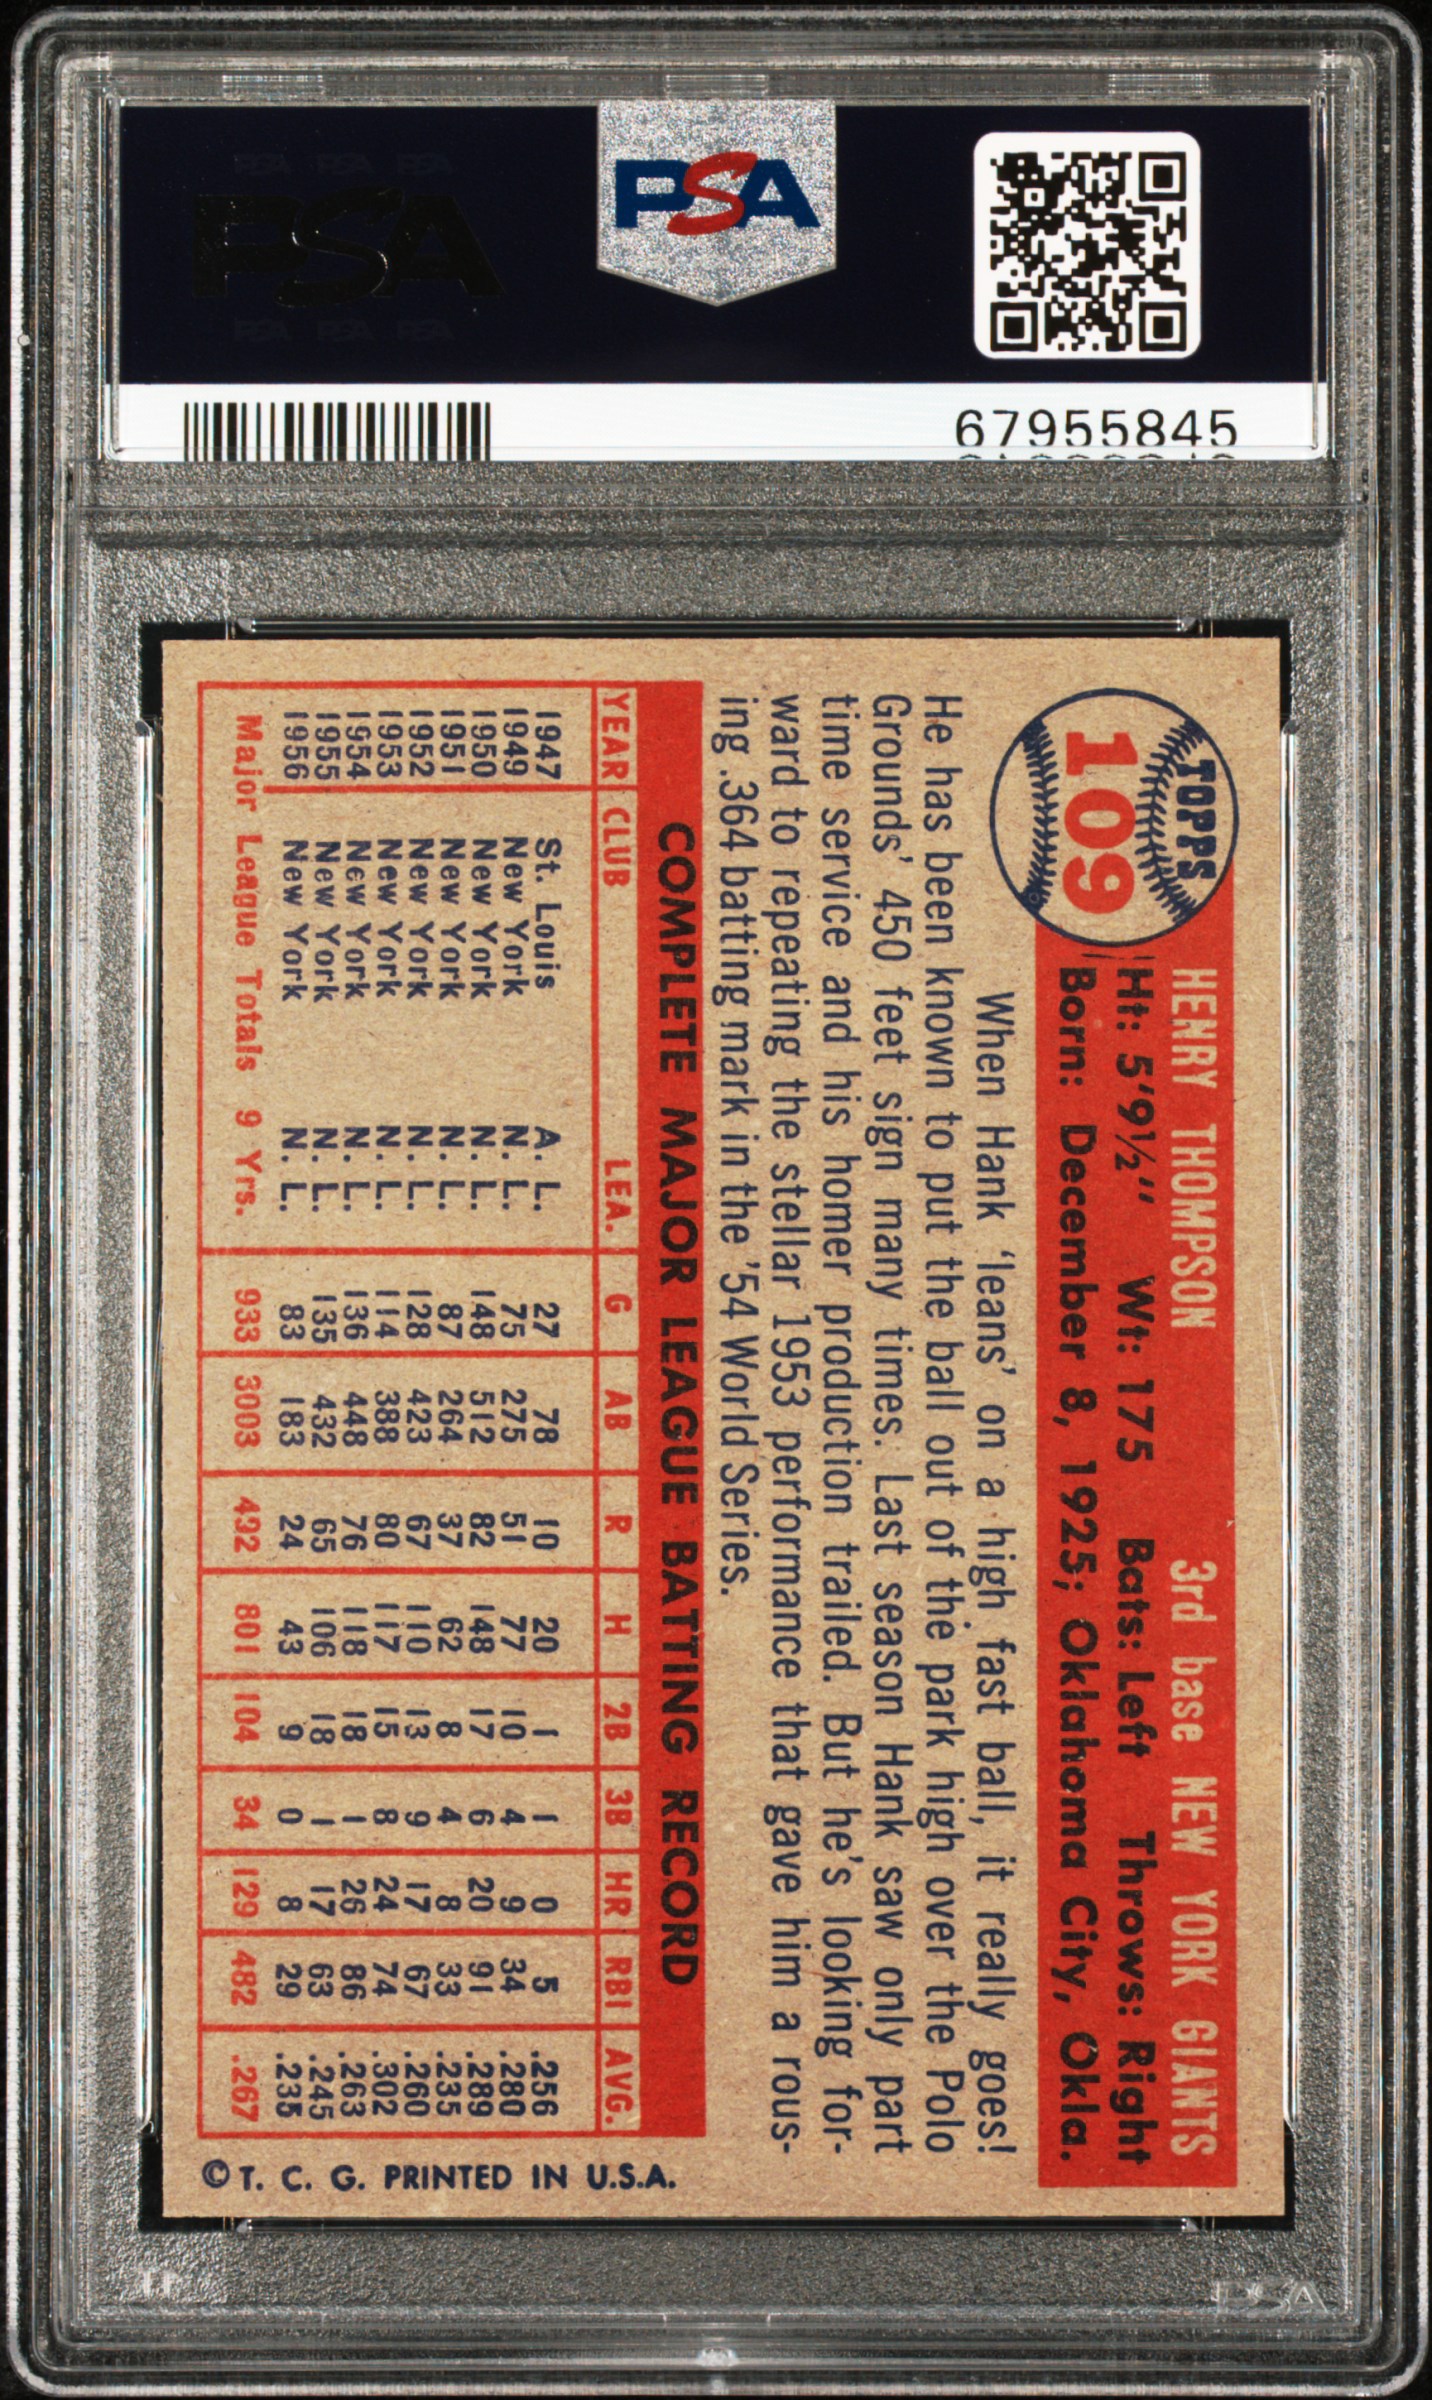 PSA
PSA PSA PSA
PSA
PSA PSA PSA
67955845
TOPPS
109
HENRY THOMPSON 3rd base NEW YORK GIANTS
Ht: 5'9½" Wt: 175 Bats: Left Throws: Right
Born: December 8, 1925; Oklahoma City, Okla.
When Hank 'leans' on a high fast ball, it really goes!
He has been known to put the ball out of the park high over the Polo
Grounds' 450 feet sign many times. Last season Hank saw only part
time service and his homer production trailed. But he's looking for-
ward to repeating the stellar 1953 performance that gave him a rous-
ing .364 batting mark in the '54 World Series.
COMPLETE MAJOR LEAGUE BATTING RECORD
YEAR CLUB LEA. G AB R H 2B 3B HR RBI AVG.
1947 St. Louis A. L. 27 78 10 20 1 1 0 5 .256
1949 New York N. L. 75 275 51 77 10 4 9 34 .280
1950 New York N. L. 148 512 82 148 17 6 20 91 .289
1951 New York N. L. 87 264 37 62 8 4 8 33 .235
1952 New York N. L. 128 423 67 110 13 9 17 67 .260
1953 New York N. L. 114 388 80 117 15 8 24 74 .302
1954 New York N. L. 136 448 76 118 18 1 26 86 .263
1955 New York N. L. 135 432 65 106 18 1 17 63 .245
1956 New York N. L. 83 183 24 43 9 0 8 29 .235
Major League Totals 9 Yrs. 933 3003 492 801 104 34 129 482 .267
© T. C. G. PRINTED IN U.S.A.
PSA